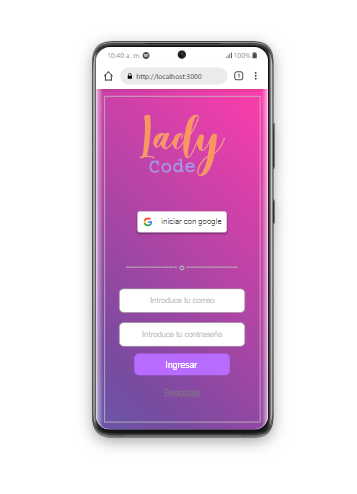 10:40 a. m.
100%
http://localhost:3000
1
Lady
Code
iniciar con google
Introduce tu correo
Introduce tu contraseña
Ingresar